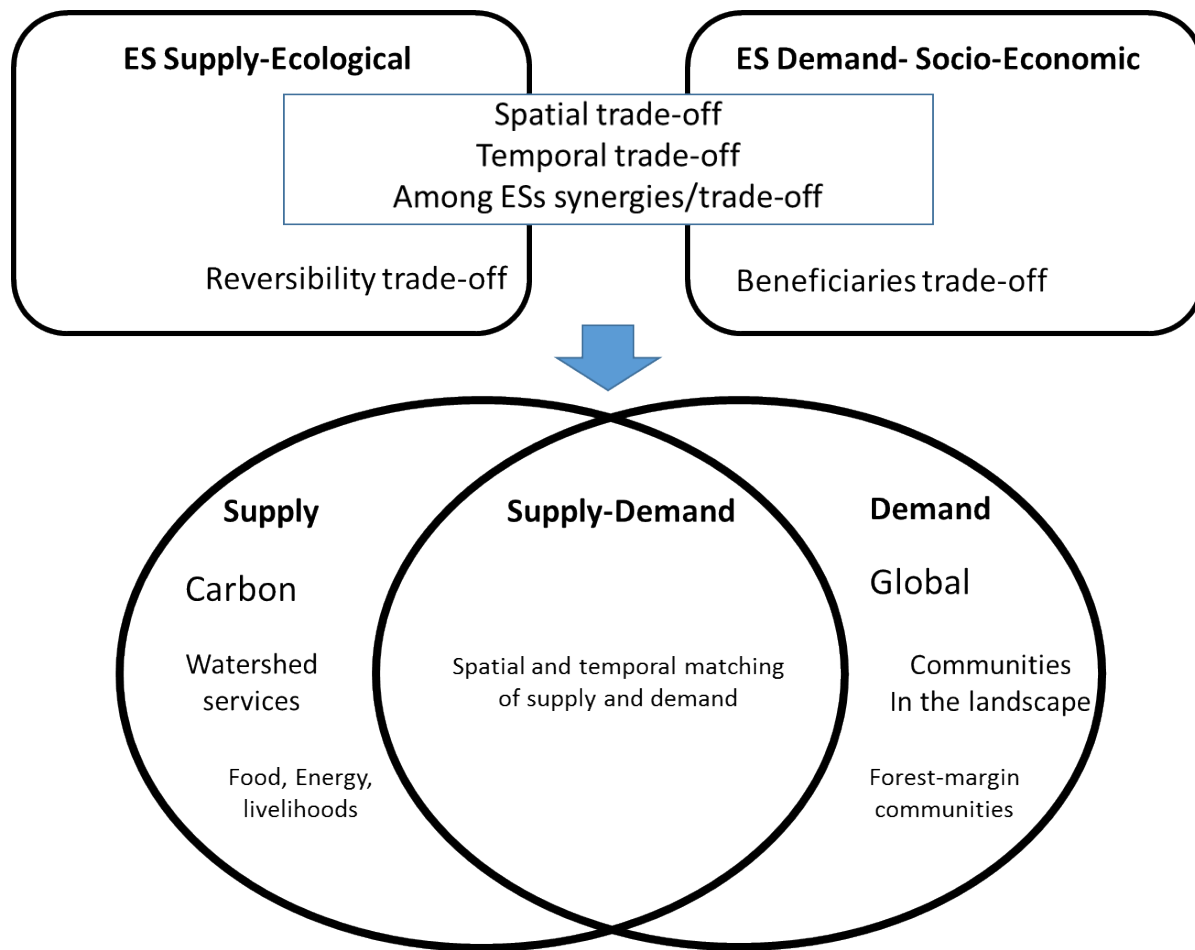 ES Supply-Ecological
ES Demand- Socio-Economic
Spatial trade-off
Temporal trade-off
Among ESs synergies/trade-off
Reversibility trade-off
Beneficiaries trade-off
Supply
Supply-Demand
Demand
Carbon
Global
Watershed
services
Spatial and temporal matching
of supply and demand
Communities
In the landscape
Food, Energy,
livelihoods
Forest-margin
communities